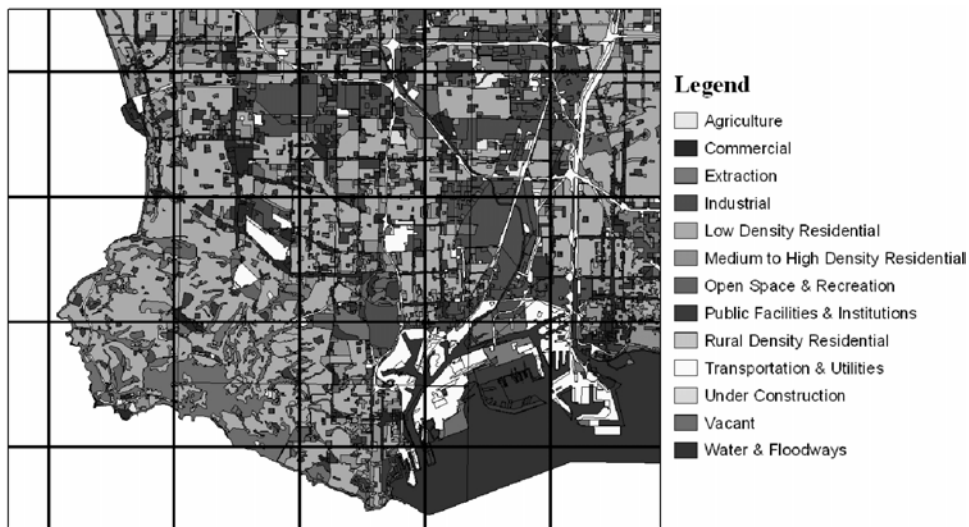 Legend
Agriculture
Commercial
Extraction
Industrial
Low Density Residential
Medium to High Density Residential
Open Space & Recreation
Public Facilities & Institutions
Rural Density Residential
Transportation & Utilities
Under Construction
Vacant
Water & Floodways